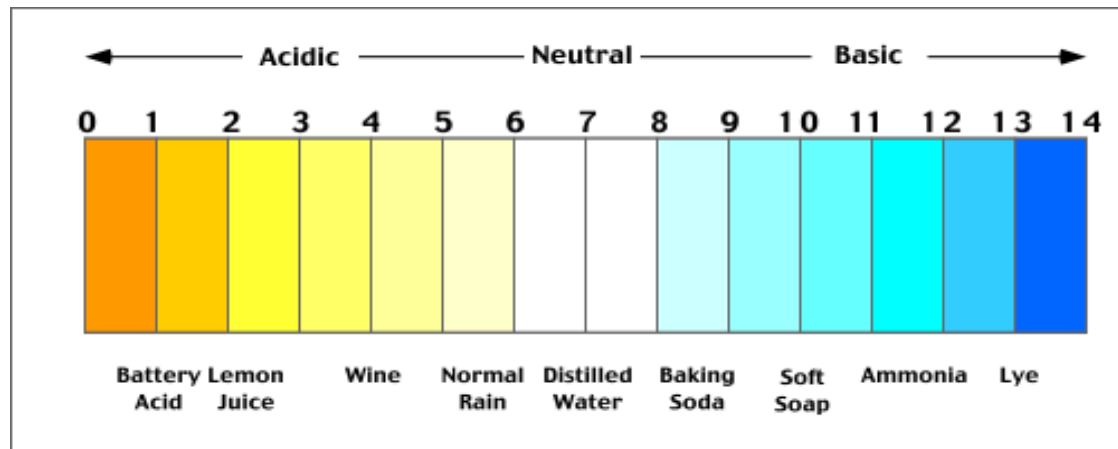 Acidic Neutral Basic
0 1 2 3 4 5 6 7 8 9 10 11 12 13 14
Battery Lemon Wine Normal Distilled Baking Soft Ammonia Lye
Acid Juice Rain Water Soda Soap